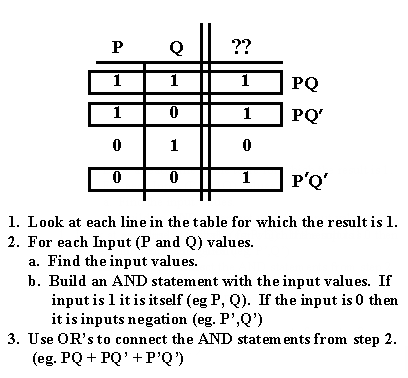 P Q ??
1 1 1 PQ
1 0 1 PQ'
0 1 0
0 0 1 P'Q'
1. Look at each line in the table for which the result is 1.
2. For each Input (P and Q) values.
a. Find the input values.
b. Build an AND statement with the input values. If
input is 1 it is itself (eg P, Q). If the input is 0 then
it is inputs negation (eg. P',Q')
3. Use OR's to connect the AND statements from step 2.
(eg. PQ + PQ' + P'Q')